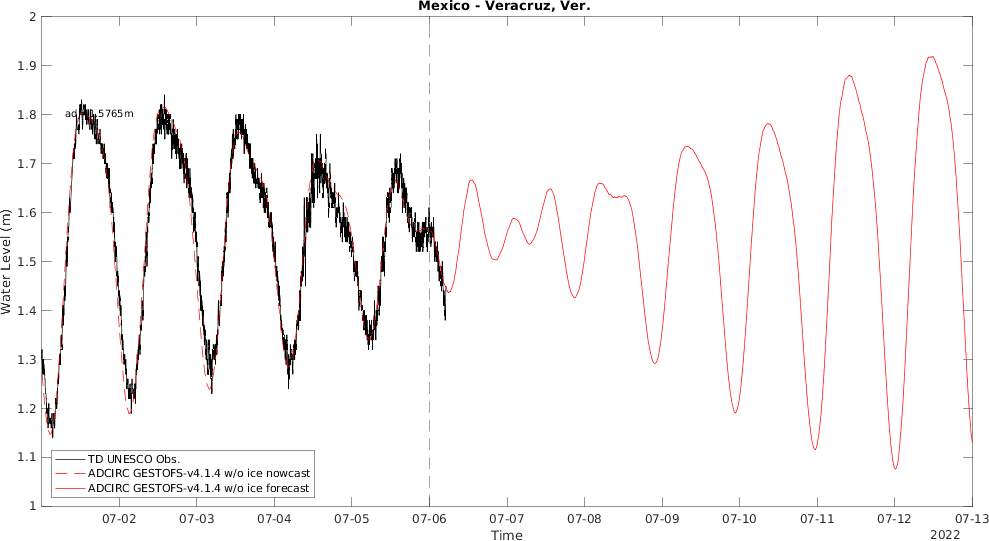 Mexico - Veracruz, Ver.
2
1.9
1.8
1.7
1.6
1.5
1.4
1.3
1.2
1.1
1
Water Level (m)
5765m
TD UNESCO Obs.
ADCIRC GESTOFS-v4.1.4 w/o ice nowcast
ADCIRC GESTOFS-v4.1.4 w/o ice forecast
07-02 07-03 07-04 07-05 07-06 07-07 07-08 07-09 07-10 07-11 07-12 07-13
Time
2022